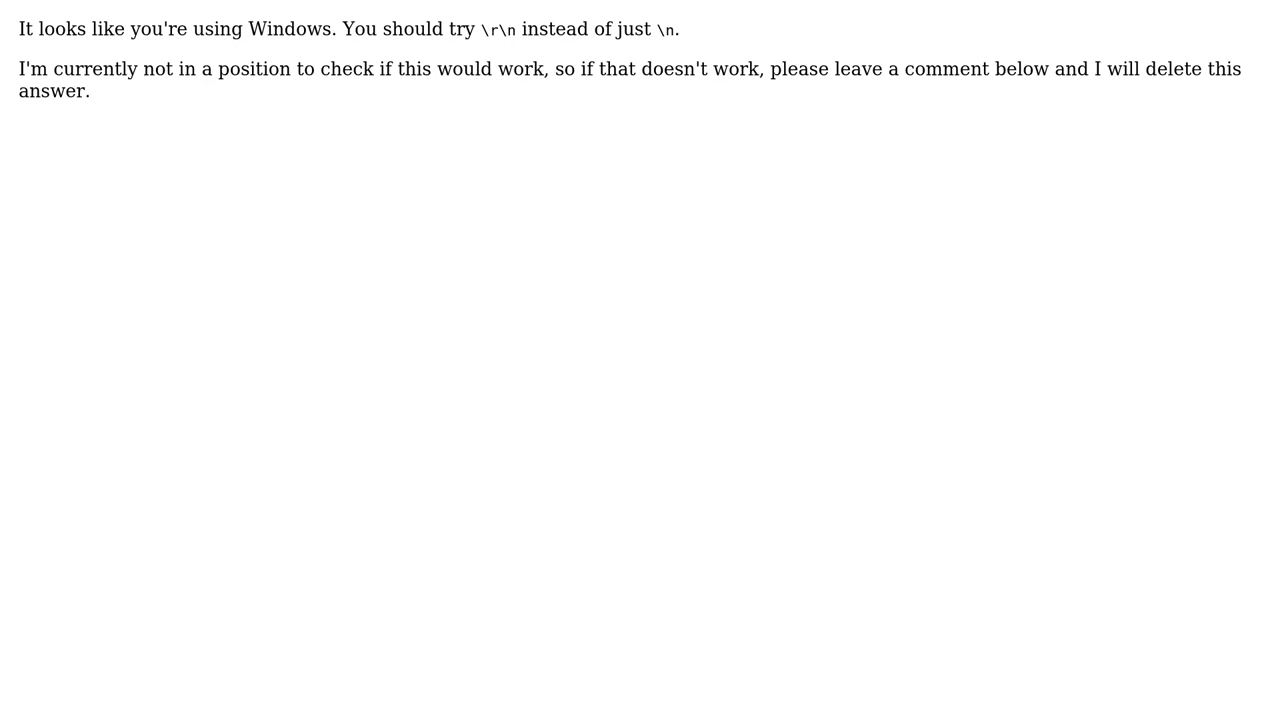 It looks like you're using Windows. You should try \r\n instead of just \n.
I'm currently not in a position to check if this would work, so if that doesn't work, please leave a comment below and I will delete this
answer.